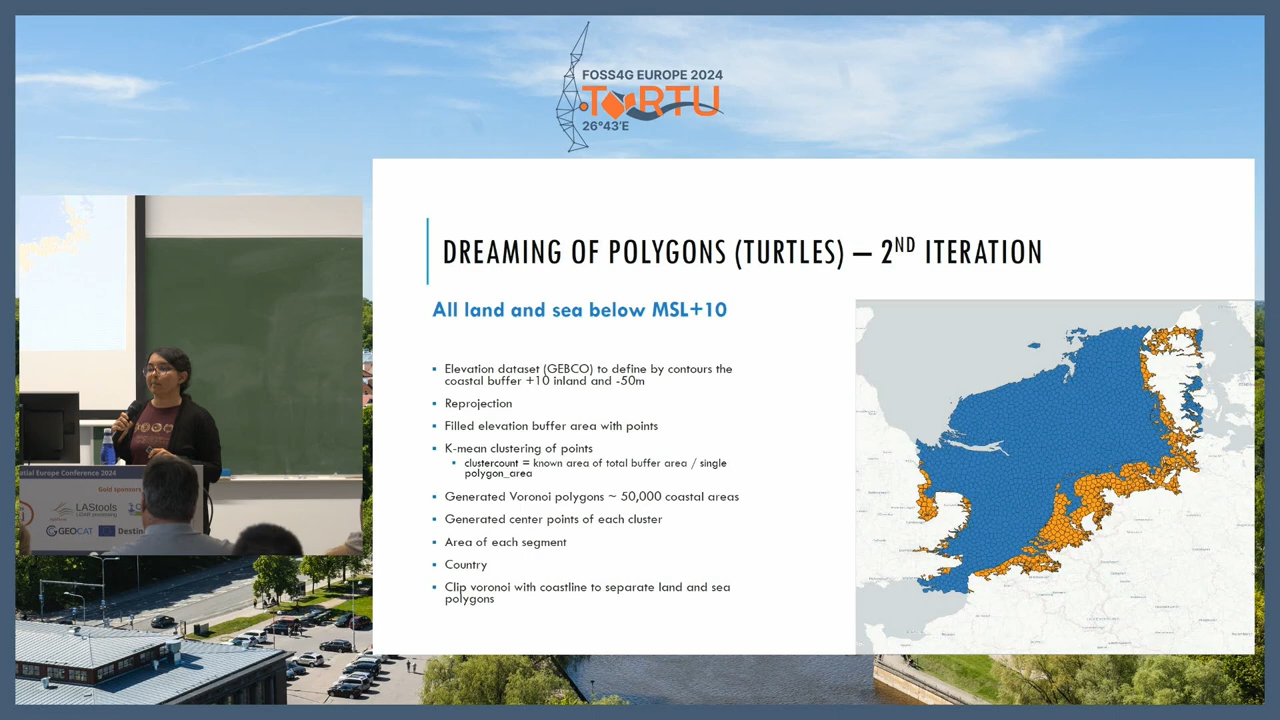 FOSS4G EUROPE 2024
TORTU
26°43'E
DREAMING OF POLYGONS (TURTLES) – 2ND ITERATION
All land and sea below MSL+10
▪ Elevation dataset (GEBCO) to define by contours the
coastal buffer +10 inland and -50m
▪ Reprojection
▪ Filled elevation buffer area with points
▪ K-mean clustering of points
▪ clustercount = known area of total buffer area / single
polygon_area
▪ Generated Voronoi polygons ~ 50,000 coastal areas
▪ Generated center points of each cluster
▪ Area of each segment
▪ Country
▪ Clip voronoi with coastline to separate land and sea
polygons
atial Europe Conference 2024
Gold sponsors
LAStools
GEOCAT
Destin